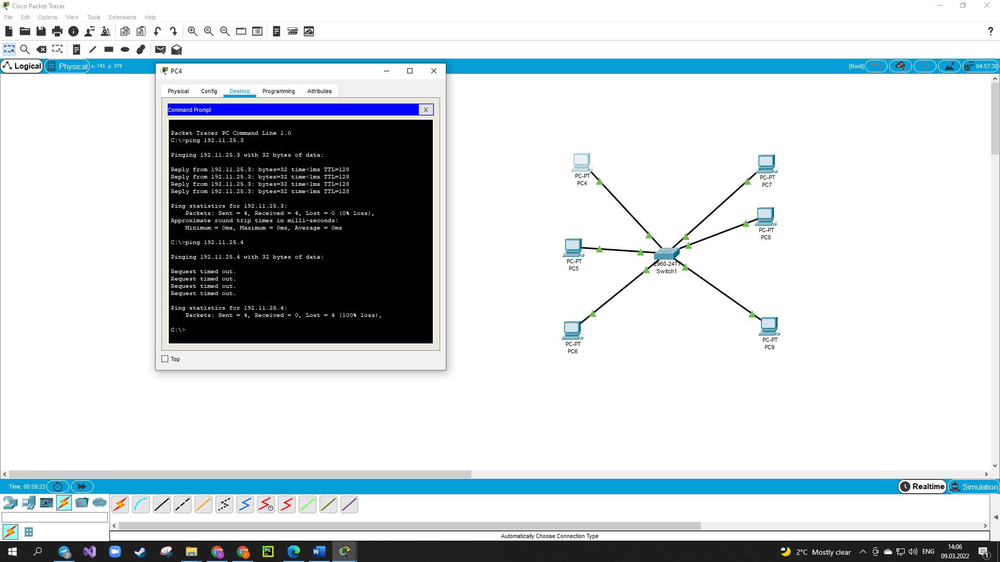 Cisco Packet Tracer
File Edit Options View Tools Extensions Help
Logical
Physical
x: 743, y: 579
[Root]
04:57:30
PC4
Physical Config Desktop Programming Attributes
Command Prompt
X
Packet Tracer PC Command Line 1.0
C:\>ping 192.11.25.3
Pinging 192.11.25.3 with 32 bytes of data:
Reply from 192.11.25.3: bytes=32 time<1ms TTL=128
Reply from 192.11.25.3: bytes=32 time<1ms TTL=128
Reply from 192.11.25.3: bytes=32 time<1ms TTL=128
Reply from 192.11.25.3: bytes=32 time<1ms TTL=128
Ping statistics for 192.11.25.3:
Packets: Sent = 4, Received = 4, Lost = 0 (0% loss),
Approximate round trip times in milli-seconds:
Minimum = 0ms, Maximum = 0ms, Average = 0ms
C:\>ping 192.11.25.4
Pinging 192.11.25.4 with 32 bytes of data:
Request timed out.
Request timed out.
Request timed out.
Request timed out.
Ping statistics for 192.11.25.4:
Packets: Sent = 4, Received = 0, Lost = 4 (100% loss),
C:\>
Top
PC-PT
PC4
PC-PT
PC7
PC-PT
PC8
PC-PT
PC5
2960-24TT
Switch1
PC-PT
PC6
PC-PT
PC9
Time: 00:59:23
Realtime
Simulation
Automatically Choose Connection Type
2°C Mostly clear
ENG
14:06
09.03.2022